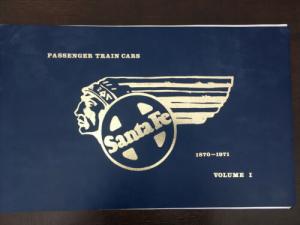 PASSENGER TRAIN CARS
Santa Fe
1870—1971
VOLUME I